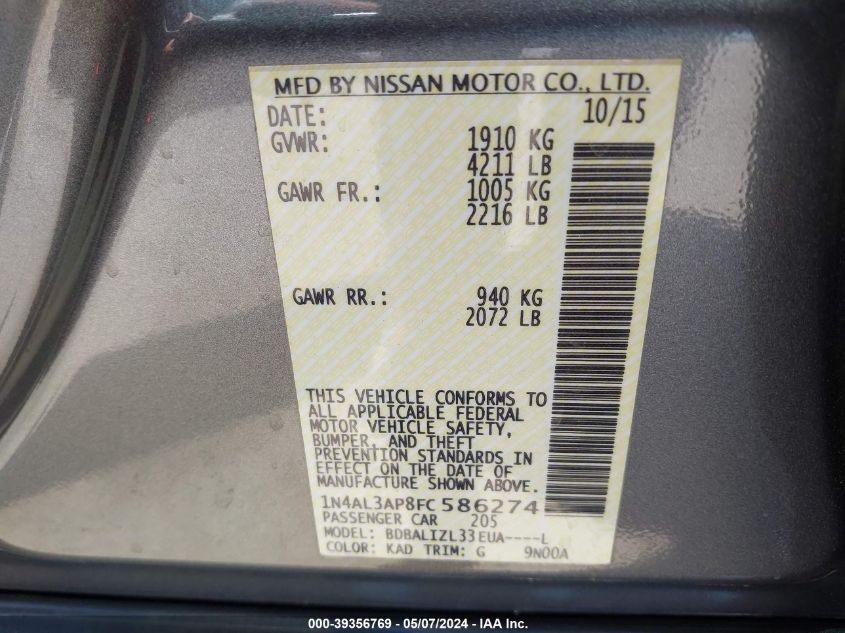 MFD BY NISSAN MOTOR CO., LTD.
DATE: 10/15
GVWR: 1910 KG
4211 LB
GAWR FR.: 1005 KG
2216 LB
GAWR RR.: 940 KG
2072 LB
THIS VEHICLE CONFORMS TO
ALL APPLICABLE FEDERAL
MOTOR VEHICLE SAFETY,
BUMPER, AND THEFT
PREVENTION STANDARDS IN
EFFECT ON THE DATE OF
MANUFACTURE SHOWN ABOVE.
1N4AL3AP8FC586274
PASSENGER CAR 205
MODEL: BDBALIZL33EUA----L
COLOR: KAD TRIM: G 9N00A
000-39356769 - 05/07/2024 - IAA Inc.